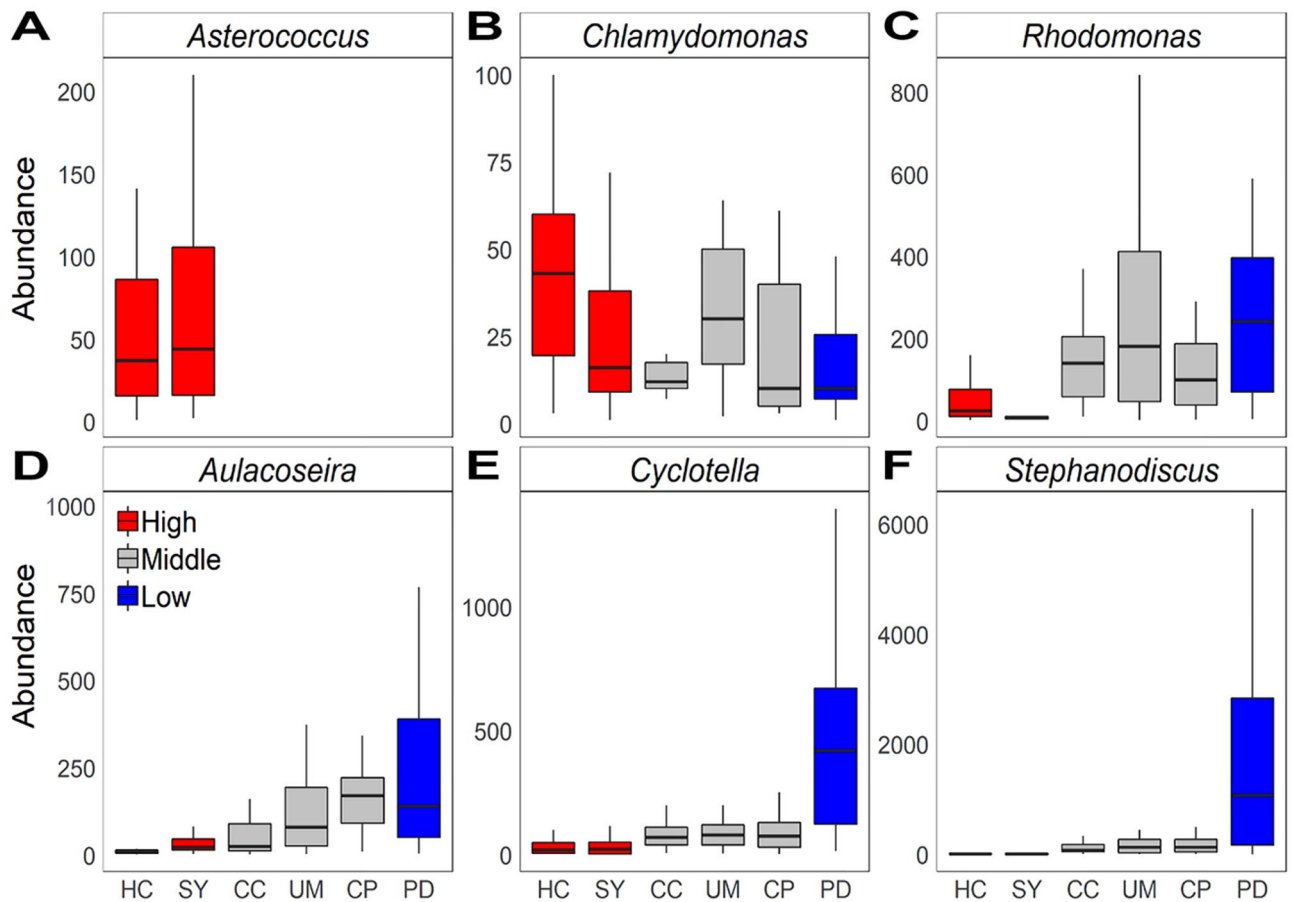 A Asterococcus B Chlamydomonas C Rhodomonas
200 100 800
150 75 600
100 50 400
50 25 200
0 0 0
Abundance
D Aulacoseira E Cyclotella F Stephanodiscus
1000 1000 6000
750 500 4000
500 0 2000
250 0
0
Abundance
High
Middle
Low
HC SY CC UM CP PD HC SY CC UM CP PD HC SY CC UM CP PD